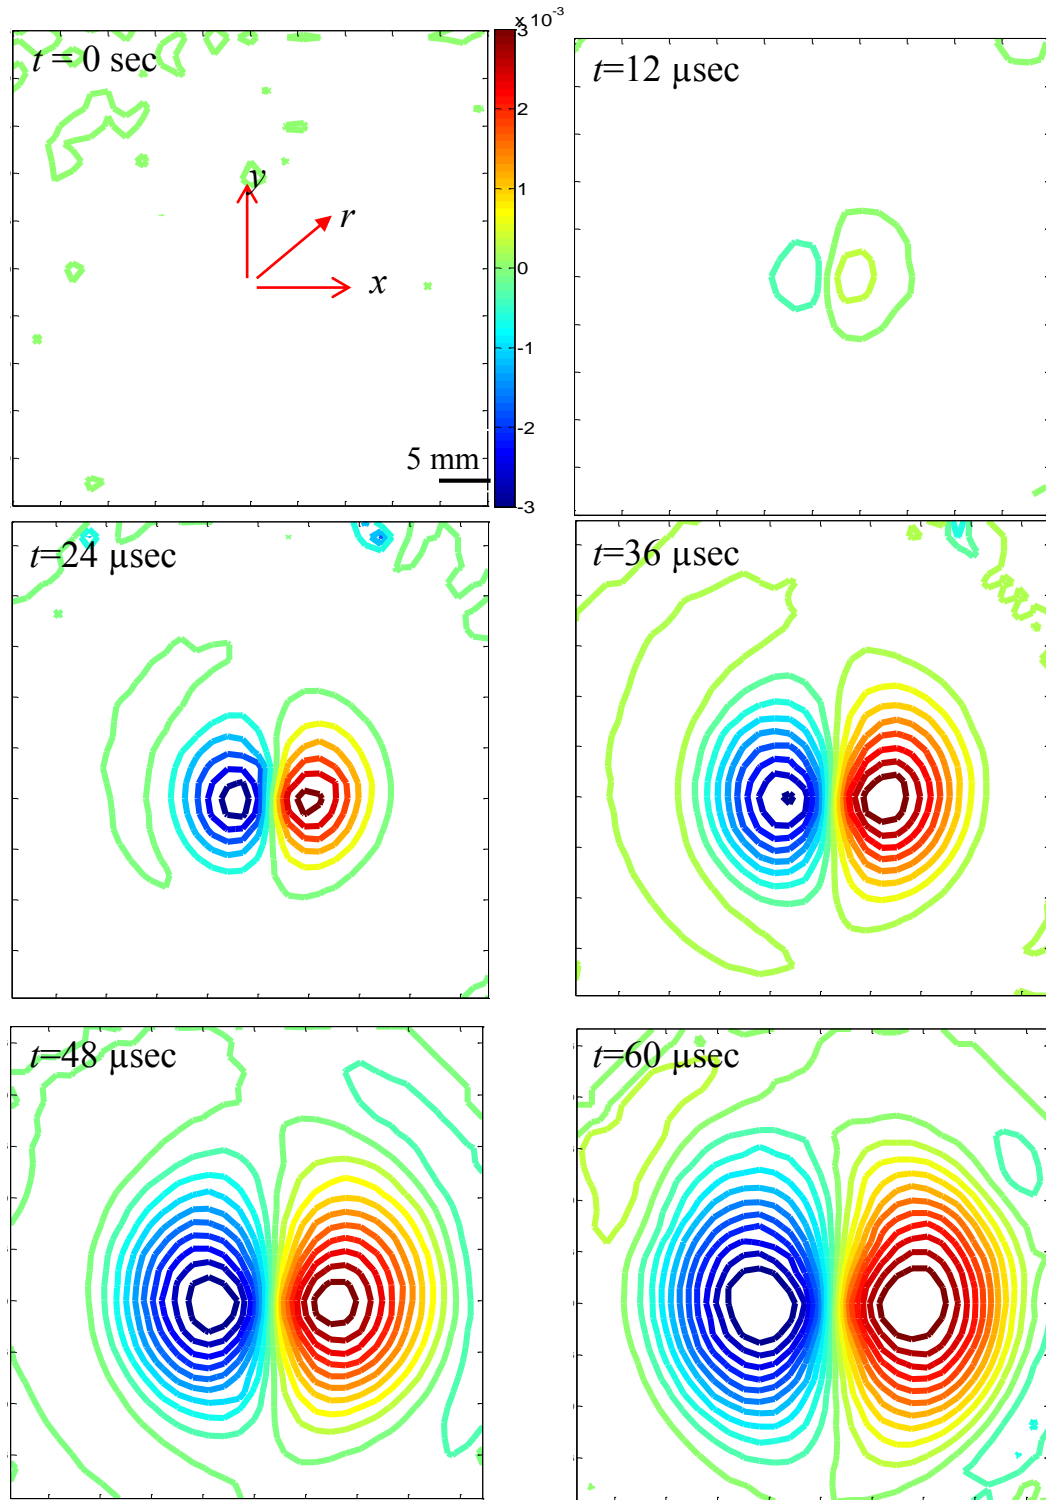 x 10-3
t = 0 sec
3
2
1
0
-1
-2
-3
y
r
x
5 mm
t=12 µsec
t=24 µsec
t=36 µsec
t=48 µsec
t=60 µsec